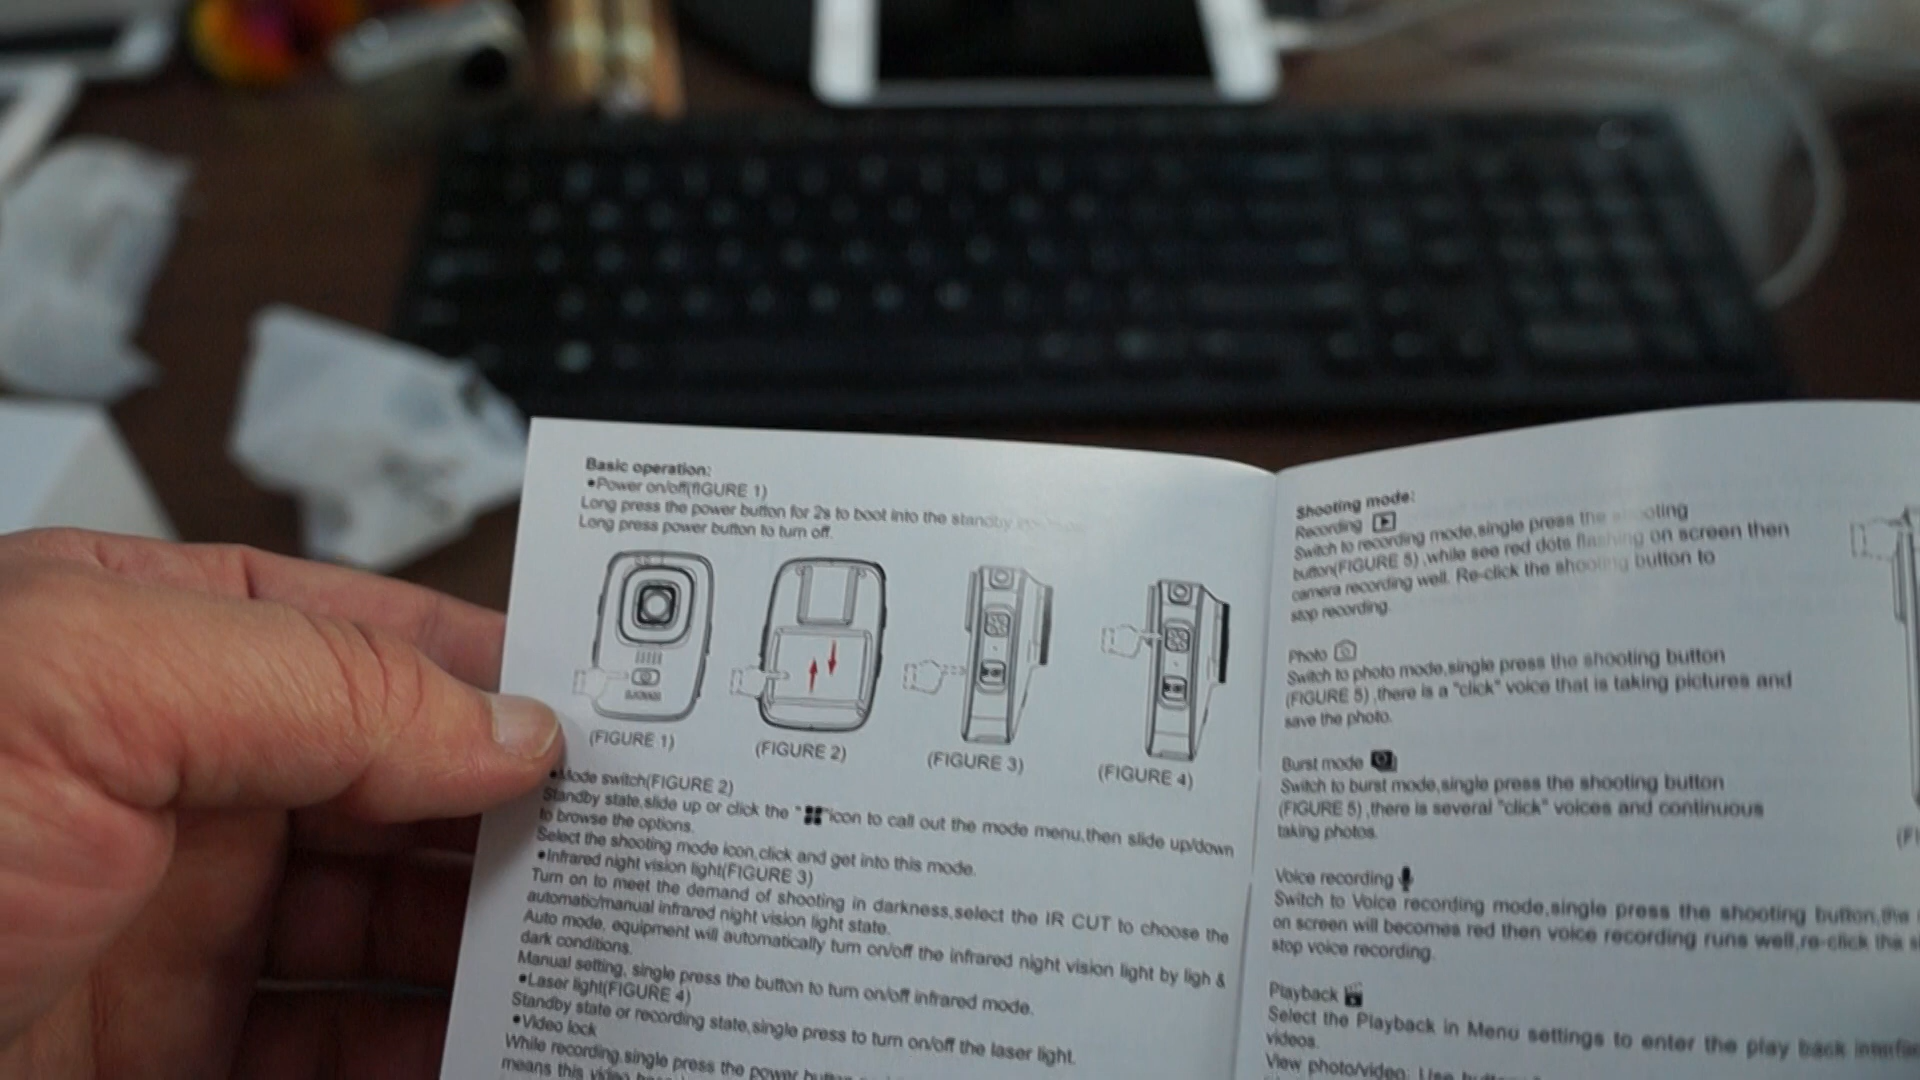 Basic operation:
•Power on/off(fIGURE 1)
Long press the power button for 2s to boot into the standby
Long press power button to turn off.
(FIGURE 1)
(FIGURE 2)
(FIGURE 3)
(FIGURE 4)
•Mode switch(FIGURE 2)
Standby state,slide up or click the " "icon to call out the mode menu,then slide up/down
to browse the options.
Select the shooting mode icon,click and get into this mode.
•Infrared night vision light(FIGURE 3)
Turn on to meet the demand of shooting in darkness,select the IR CUT to choose the
automatic/manual infrared night vision light state.
Auto mode, equipment will automatically turn on/off the infrared night vision light by ligh &
dark conditions.
Manual setting, single press the button to turn on/off infrared mode.
•Laser light(FIGURE 4)
Standby state or recording state,single press to turn on/off the laser light.
•Video lock
While recording,single press the power button
means this video
Shooting mode:
Recording
Switch to recording mode,single press the shooting
button(FIGURE 5) ,while see red dots flashing on screen then
camera recording well. Re-click the shooting button to
stop recording.
Photo
Switch to photo mode,single press the shooting button
(FIGURE 5) ,there is a "click" voice that is taking pictures and
save the photo.
Burst mode
Switch to burst mode,single press the shooting button
(FIGURE 5) ,there is several "click" voices and continuous
taking photos.
Voice recording
Switch to Voice recording mode,single press the shooting button,the
on screen will becomes red then voice recording runs well,re-click the
stop voice recording.
Playback
Select the Playback in Menu settings to enter the play back
videos.
View photo/video: Use